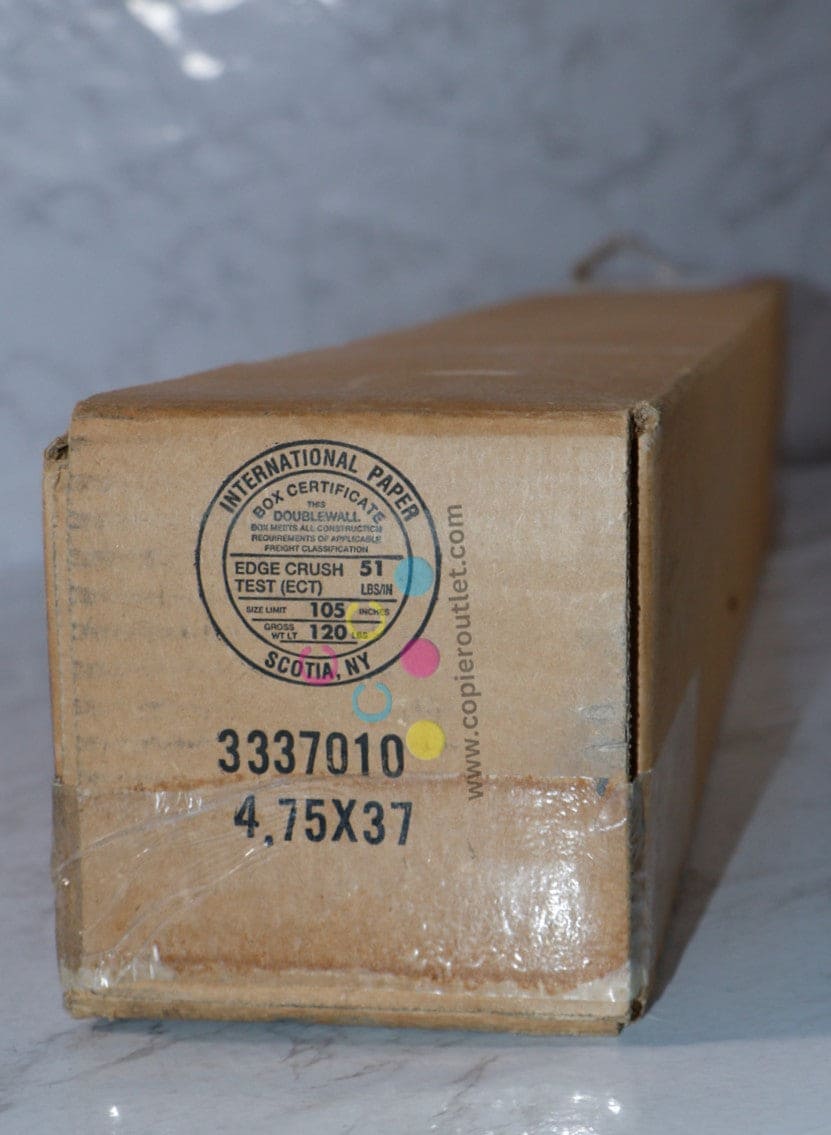 INTERNATIONAL PAPER
BOX CERTIFICATE
THIS
DOUBLEWALL
BOX MEETS ALL CONSTRUCTION
REQUIREMENTS OF APPLICABLE
FREIGHT CLASSIFICATION
EDGE CRUSH 51
TEST (ECT) LBS/IN
SIZE LIMIT 105 INCHES
GROSS
WT LT 120 LBS
SCOTIA, NY
3337010
4,75X37
www.copieroutlet.com